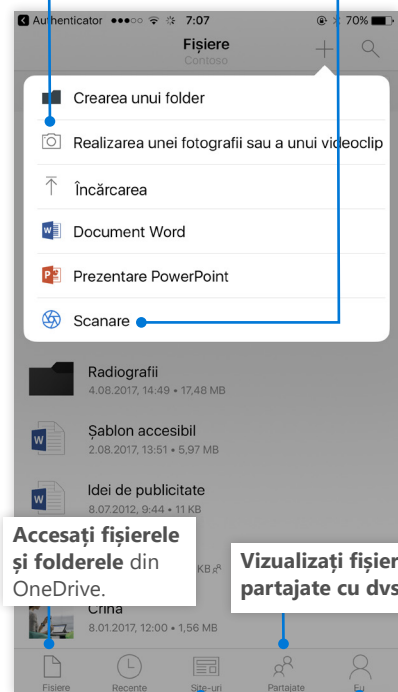 Authenticator 7:07 70%
Fișiere
Contoso
Crearea unui folder
Realizarea unei fotografii sau a unui videoclip
Încărcarea
Document Word
Prezentare PowerPoint
Scanare
Radiografii
4.08.2017, 14:49 • 17,48 MB
Șablon accesibil
2.08.2017, 13:51 • 5,97 MB
Idei de publicitate
8.07.2012, 9:44 • 11 KB
Accesați fișierele
și folderele din
OneDrive.
KB
Vizualizați fișier
partajate cu dvs
Crina
8.01.2017, 12:00 • 1,56 MB
Fișiere Recente Site-uri Partajate Eu